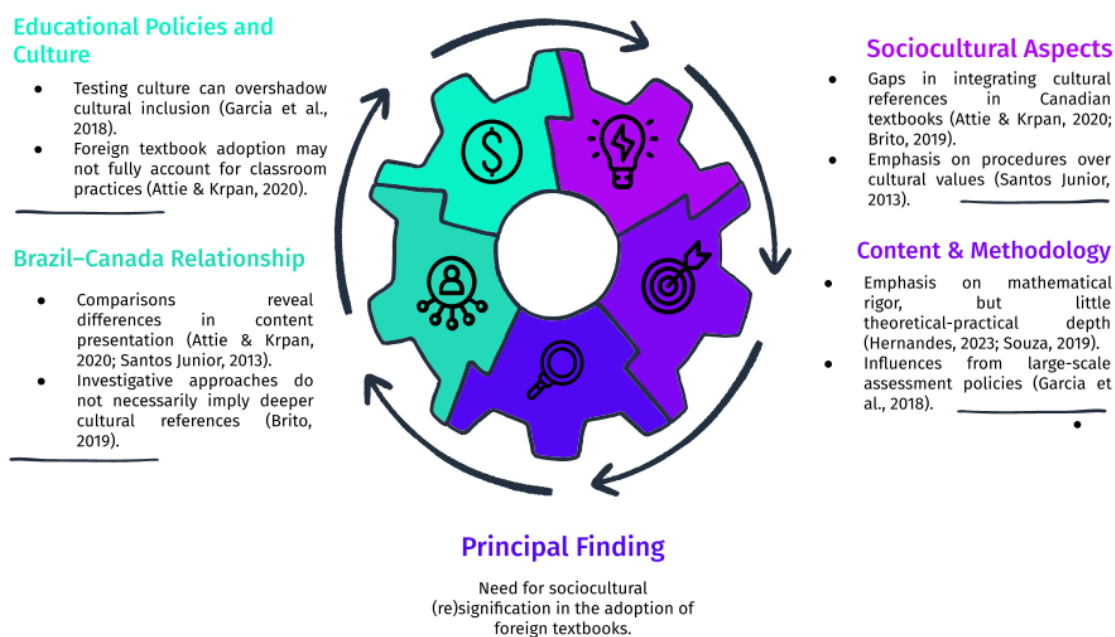 Educational Policies and
Culture
● Testing culture can overshadow
cultural inclusion (Garcia et al.,
2018).
● Foreign textbook adoption may
not fully account for classroom
practices (Attie & Krpan, 2020).
Brazil–Canada Relationship
● Comparisons reveal
differences in content
presentation (Attie & Krpan,
2020; Santos Junior, 2013).
● Investigative approaches do
not necessarily imply deeper
cultural references (Brito,
2019).
$
Sociocultural Aspects
● Gaps in integrating cultural
references in Canadian
textbooks (Attie & Krpan, 2020;
Brito, 2019).
● Emphasis on procedures over
cultural values (Santos Junior,
2013).
Content & Methodology
● Emphasis on mathematical
rigor, but little
theoretical-practical depth
(Hernandes, 2023; Souza, 2019).
● Influences from large-scale
assessment policies (Garcia et
al., 2018).
●
Principal Finding
Need for sociocultural
(re)signification in the adoption of
foreign textbooks.